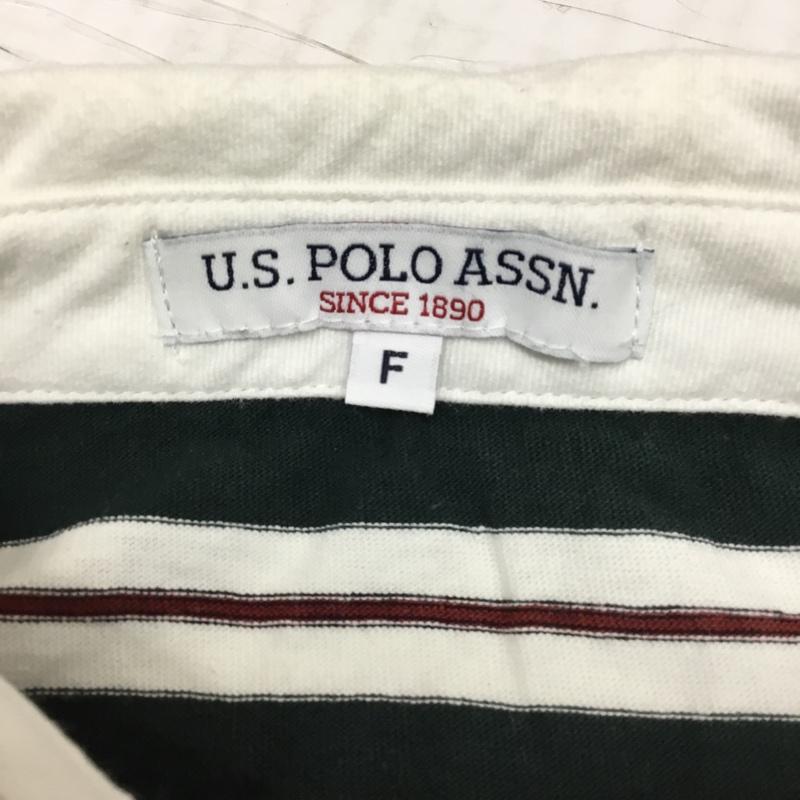 U.S. POLO ASSN.
SINCE 1890
F